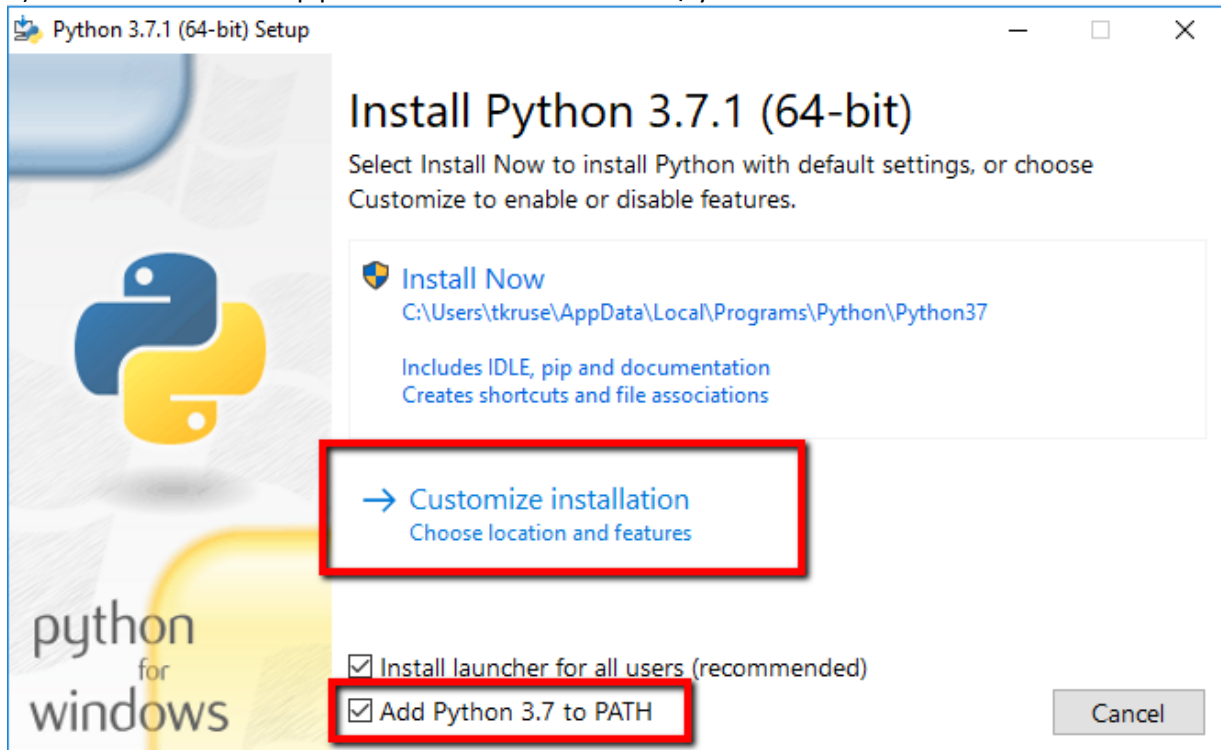 Python 3.7.1 (64-bit) Setup
Install Python 3.7.1 (64-bit)
Select Install Now to install Python with default settings, or choose
Customize to enable or disable features.
Install Now
C:\Users\tkruse\AppData\Local\Programs\Python\Python37
Includes IDLE, pip and documentation
Creates shortcuts and file associations
Customize installation
Choose location and features
python
for
windows
Install launcher for all users (recommended)
Add Python 3.7 to PATH
Cancel